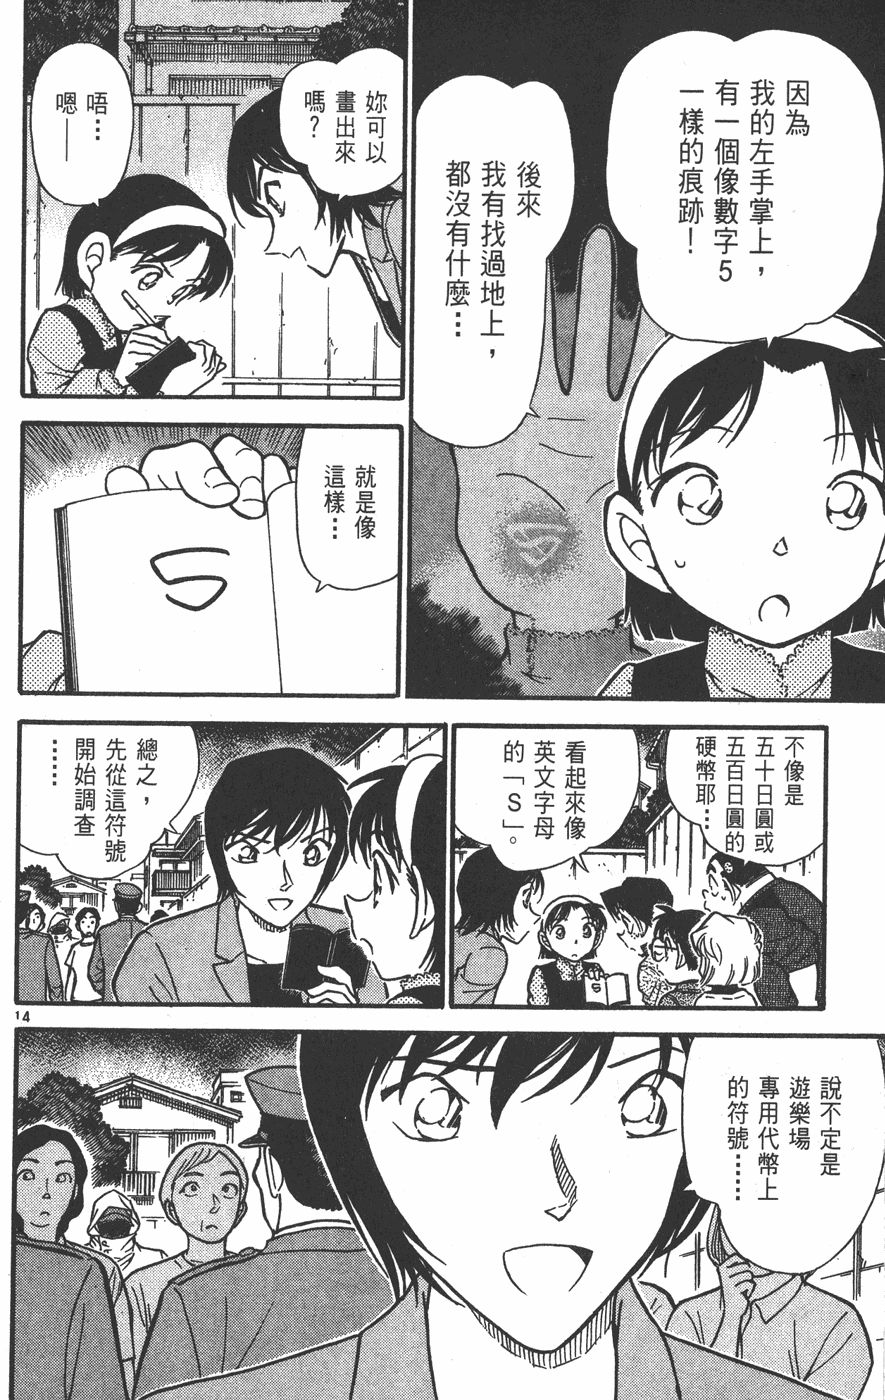 因為
我的左手掌上，
有一個像數字5
一樣的痕跡！
後來
我有找過地上，
都沒有什麼…
妳可以
畫出來
嗎？
唔…
嗯—
就是像
這樣…
不像是
五十日圓或
五百日圓的
硬幣耶…
看起來像
英文字母
的「S」。
總之，
先從這符號
開始調查
……
14
說不定是
遊樂場
專用代幣上
的符號……